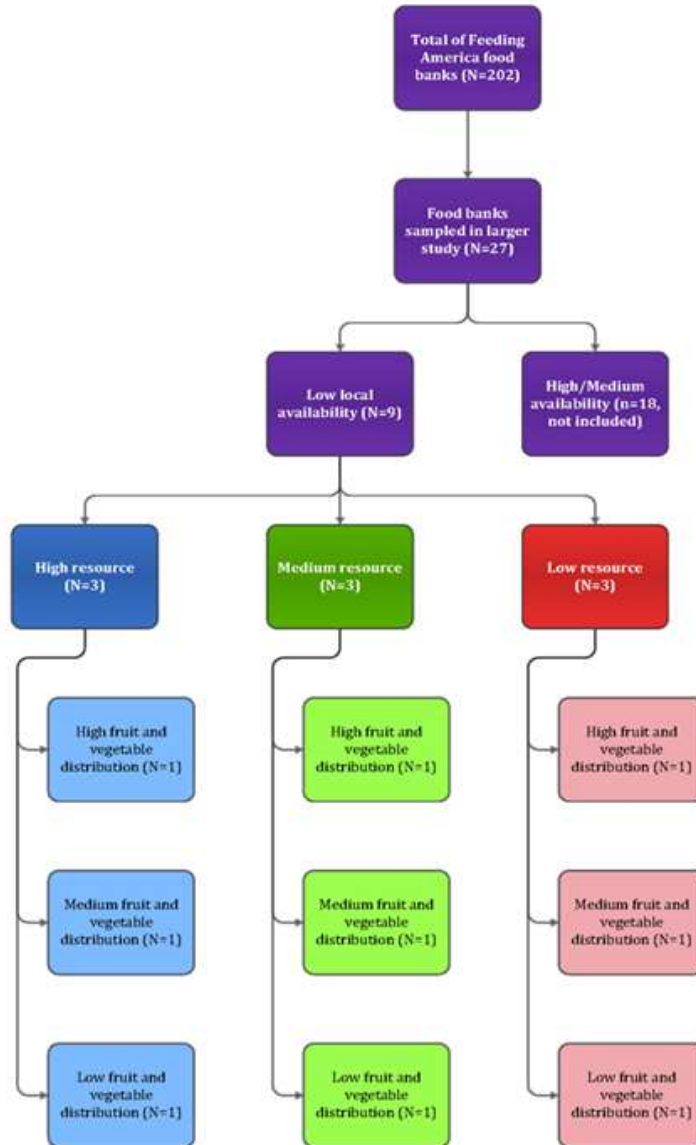 Total of Feeding
America food
banks (N=202)
Food banks
sampled in larger
study (N=27)
Low local
availability (N=9)
High/Medium
availability (n=18,
not included)
High resource
(N=3)
Medium resource
(N=3)
Low resource
(N=3)
High fruit and
vegetable
distribution (N=1)
High fruit and
vegetable
distribution (N=1)
High fruit and
vegetable
distribution (N=1)
Medium fruit and
vegetable
distribution (N=1)
Medium fruit and
vegetable
distribution (N=1)
Medium fruit and
vegetable
distribution (N=1)
Low fruit and
vegetable
distribution (N=1)
Low fruit and
vegetable
distribution (N=1)
Low fruit and
vegetable
distribution (N=1)